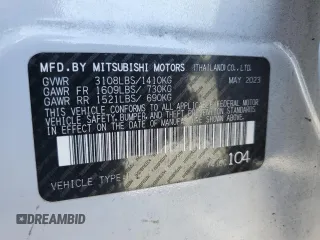 MFD.BY MITSUBISHI MOTORS (THAILAND)CO.,LTD.
GVWR 3108LBS/1410KG MAY 2023
GAWR FR 1609LBS/ 730KG
GAWR RR 1521LBS/ 690KG
THIS VEHICLE CONFORMS TO ALL APPLICABLE
FEDERAL MOTOR VEHICLE SAFETY,
BUMPER, AND THEFT PREVENTION
STANDARDS IN EFFECT ON THE DATE OF
MANUFACTURE SHOWN ABOVE.
104
VEHICLE TYPE:
DREAMBID